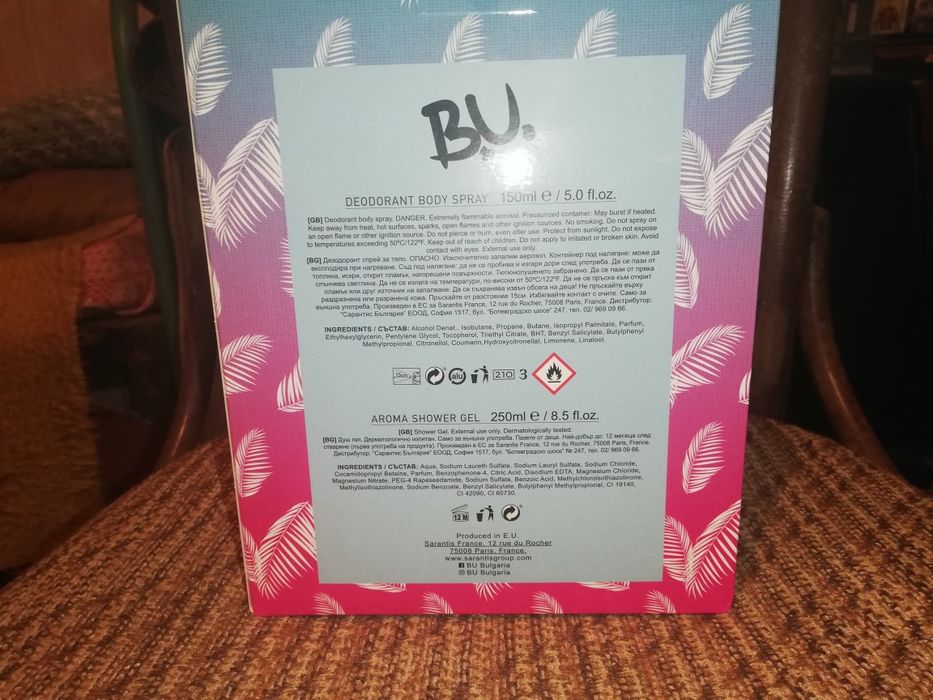 B.U.
DEODORANT BODY SPRAY 150ml e / 5.0 fl.oz.
[GB] Deodorant body spray. DANGER. Extremely flammable aerosol. Pressurized container: May burst if heated.
Keep away from heat, hot surfaces, sparks, open flames and other ignition sources. No smoking. Do not spray on
an open flame or other ignition source. Do not pierce or burn, even after use. Protect from sunlight. Do not expose
to temperatures exceeding 50ºC/122ºF. Keep out of reach of children. Do not apply to irritated or broken skin. Avoid
contact with eyes. External use only.
[BG] Дезодорант спрей за тяло. ОПАСНО. Изключително запалим аерозол. Контейнер под налягане: може да
експлодира при нагряване. Съд под налягане: да не се пробива и изгаря дори след употреба. Да се пази от
топлина, искри, открит пламък, нагорещени повърхности. Тютюнопушенето забранено. Да се пази от пряка
слънчева светлина. Да не се излага на температури, по-високи от 50ºC/122ºF. Да не се пръска към открит
пламък или друг източник на запалване. Да се съхранява извън обсега на деца! Не пръскайте върху
раздразнена или разранена кожа. Пръскайте от разстояние 15см. Избягвайте контакт с очите. Само за
външна употреба. Произведен в ЕС за Sarantis France, 12 rue du Rocher, 75008 Paris, France. Дистрибутор:
"Сарантис България" ЕООД, София 1517, бул. "Ботевградско шосе" 247, тел. 02/ 969 09 66.
INGREDIENTS / СЪСТАВ: Alcohol Denat., Isobutane, Propane, Butane, Isopropyl Palmitate, Parfum,
Ethylhexylglycerin, Pentylene Glycol, Tocopherol, Triethyl Citrate, BHT, Benzyl Salicylate, Butylphenyl
Methylpropional, Citronellol, Coumarin,Hydroxycitronellal, Limonene, Linalool.
15cm alu 210 3
AROMA SHOWER GEL 250ml e / 8.5 fl.oz.
[GB] Shower Gel. External use only. Dermatologically tested.
[BG] Душ гел. Дерматологично изпитан. Само за външна употреба. Пазете от деца. Най-добър до: 12 месеца след
отваряне (първа употреба на продукта). Произведен в ЕС за Sarantis France, 12 rue du Rocher, 75008 Paris, France.
Дистрибутор: "Сарантис България" ЕООД, София 1517, бул. "Ботевградско шосе" № 247, тел. 02/ 969 09 66.
INGREDIENTS / СЪСТАВ: Aqua, Sodium Laureth Sulfate, Sodium Lauryl Sulfate, Sodium Chloride,
Cocamidopropyl Betaine, Parfum, Benzophenone-4, Citric Acid, Disodium EDTA, Magnesium Chloride,
Magnesium Nitrate, PEG-4 Rapeseedamide, Sodium Sulfate, Benzoic Acid, Methylchloroisothiazolinone,
Methylisothiazolinone, Sodium Benzoate, Benzyl Salicylate, Butylphenyl Methylpropional, CI 19140,
CI 42090, CI 60730.
12 M
Produced in E.U.
Sarantis France, 12 rue du Rocher
75008 Paris, France.
www.sarantisgroup.com
BU Bulgaria
BU Bulgaria